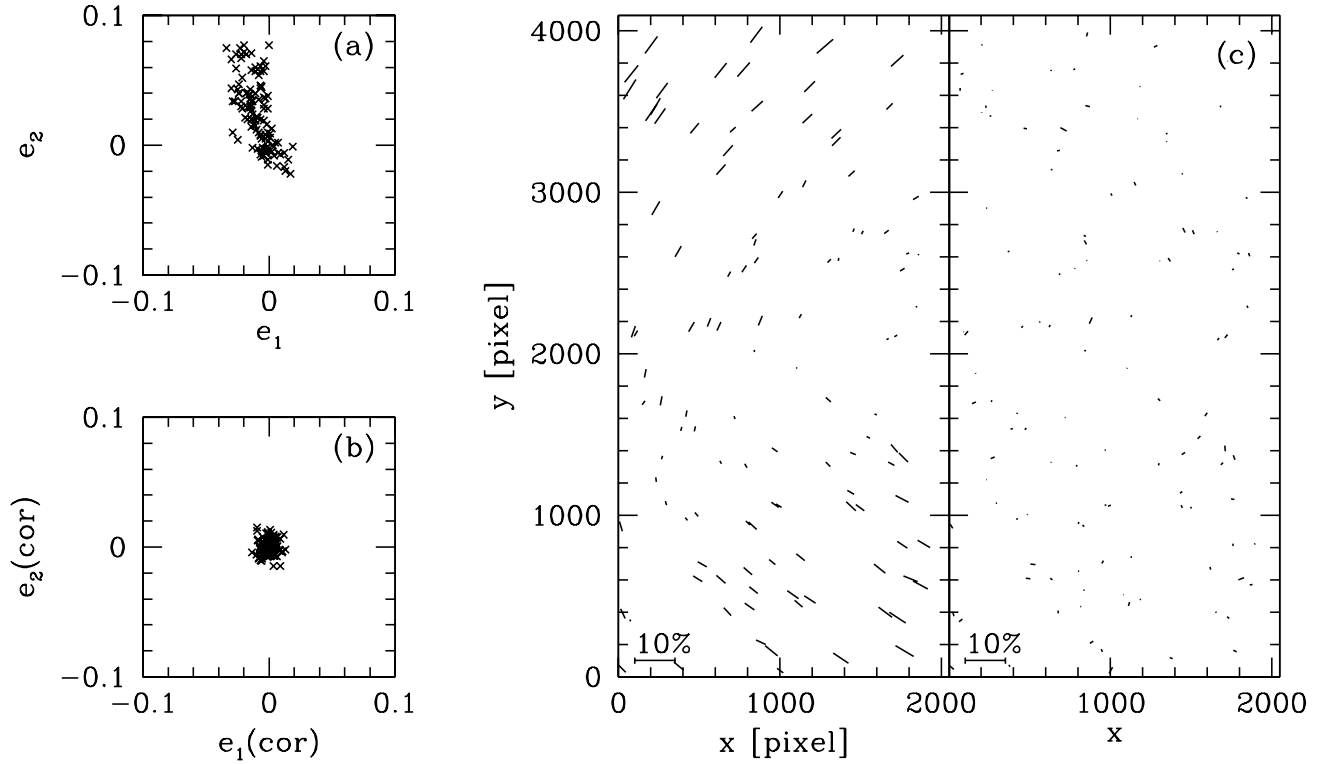 0.1
(a)
e2
0
−0.1
−0.1 0 0.1
e1
0.1
(b)
e2(cor)
0
−0.1
−0.1 0 0.1
e1(cor)
4000
3000
y [pixel]
2000
1000
0
10%
0 1000 2000
x [pixel]
(c)
10%
1000 2000
x